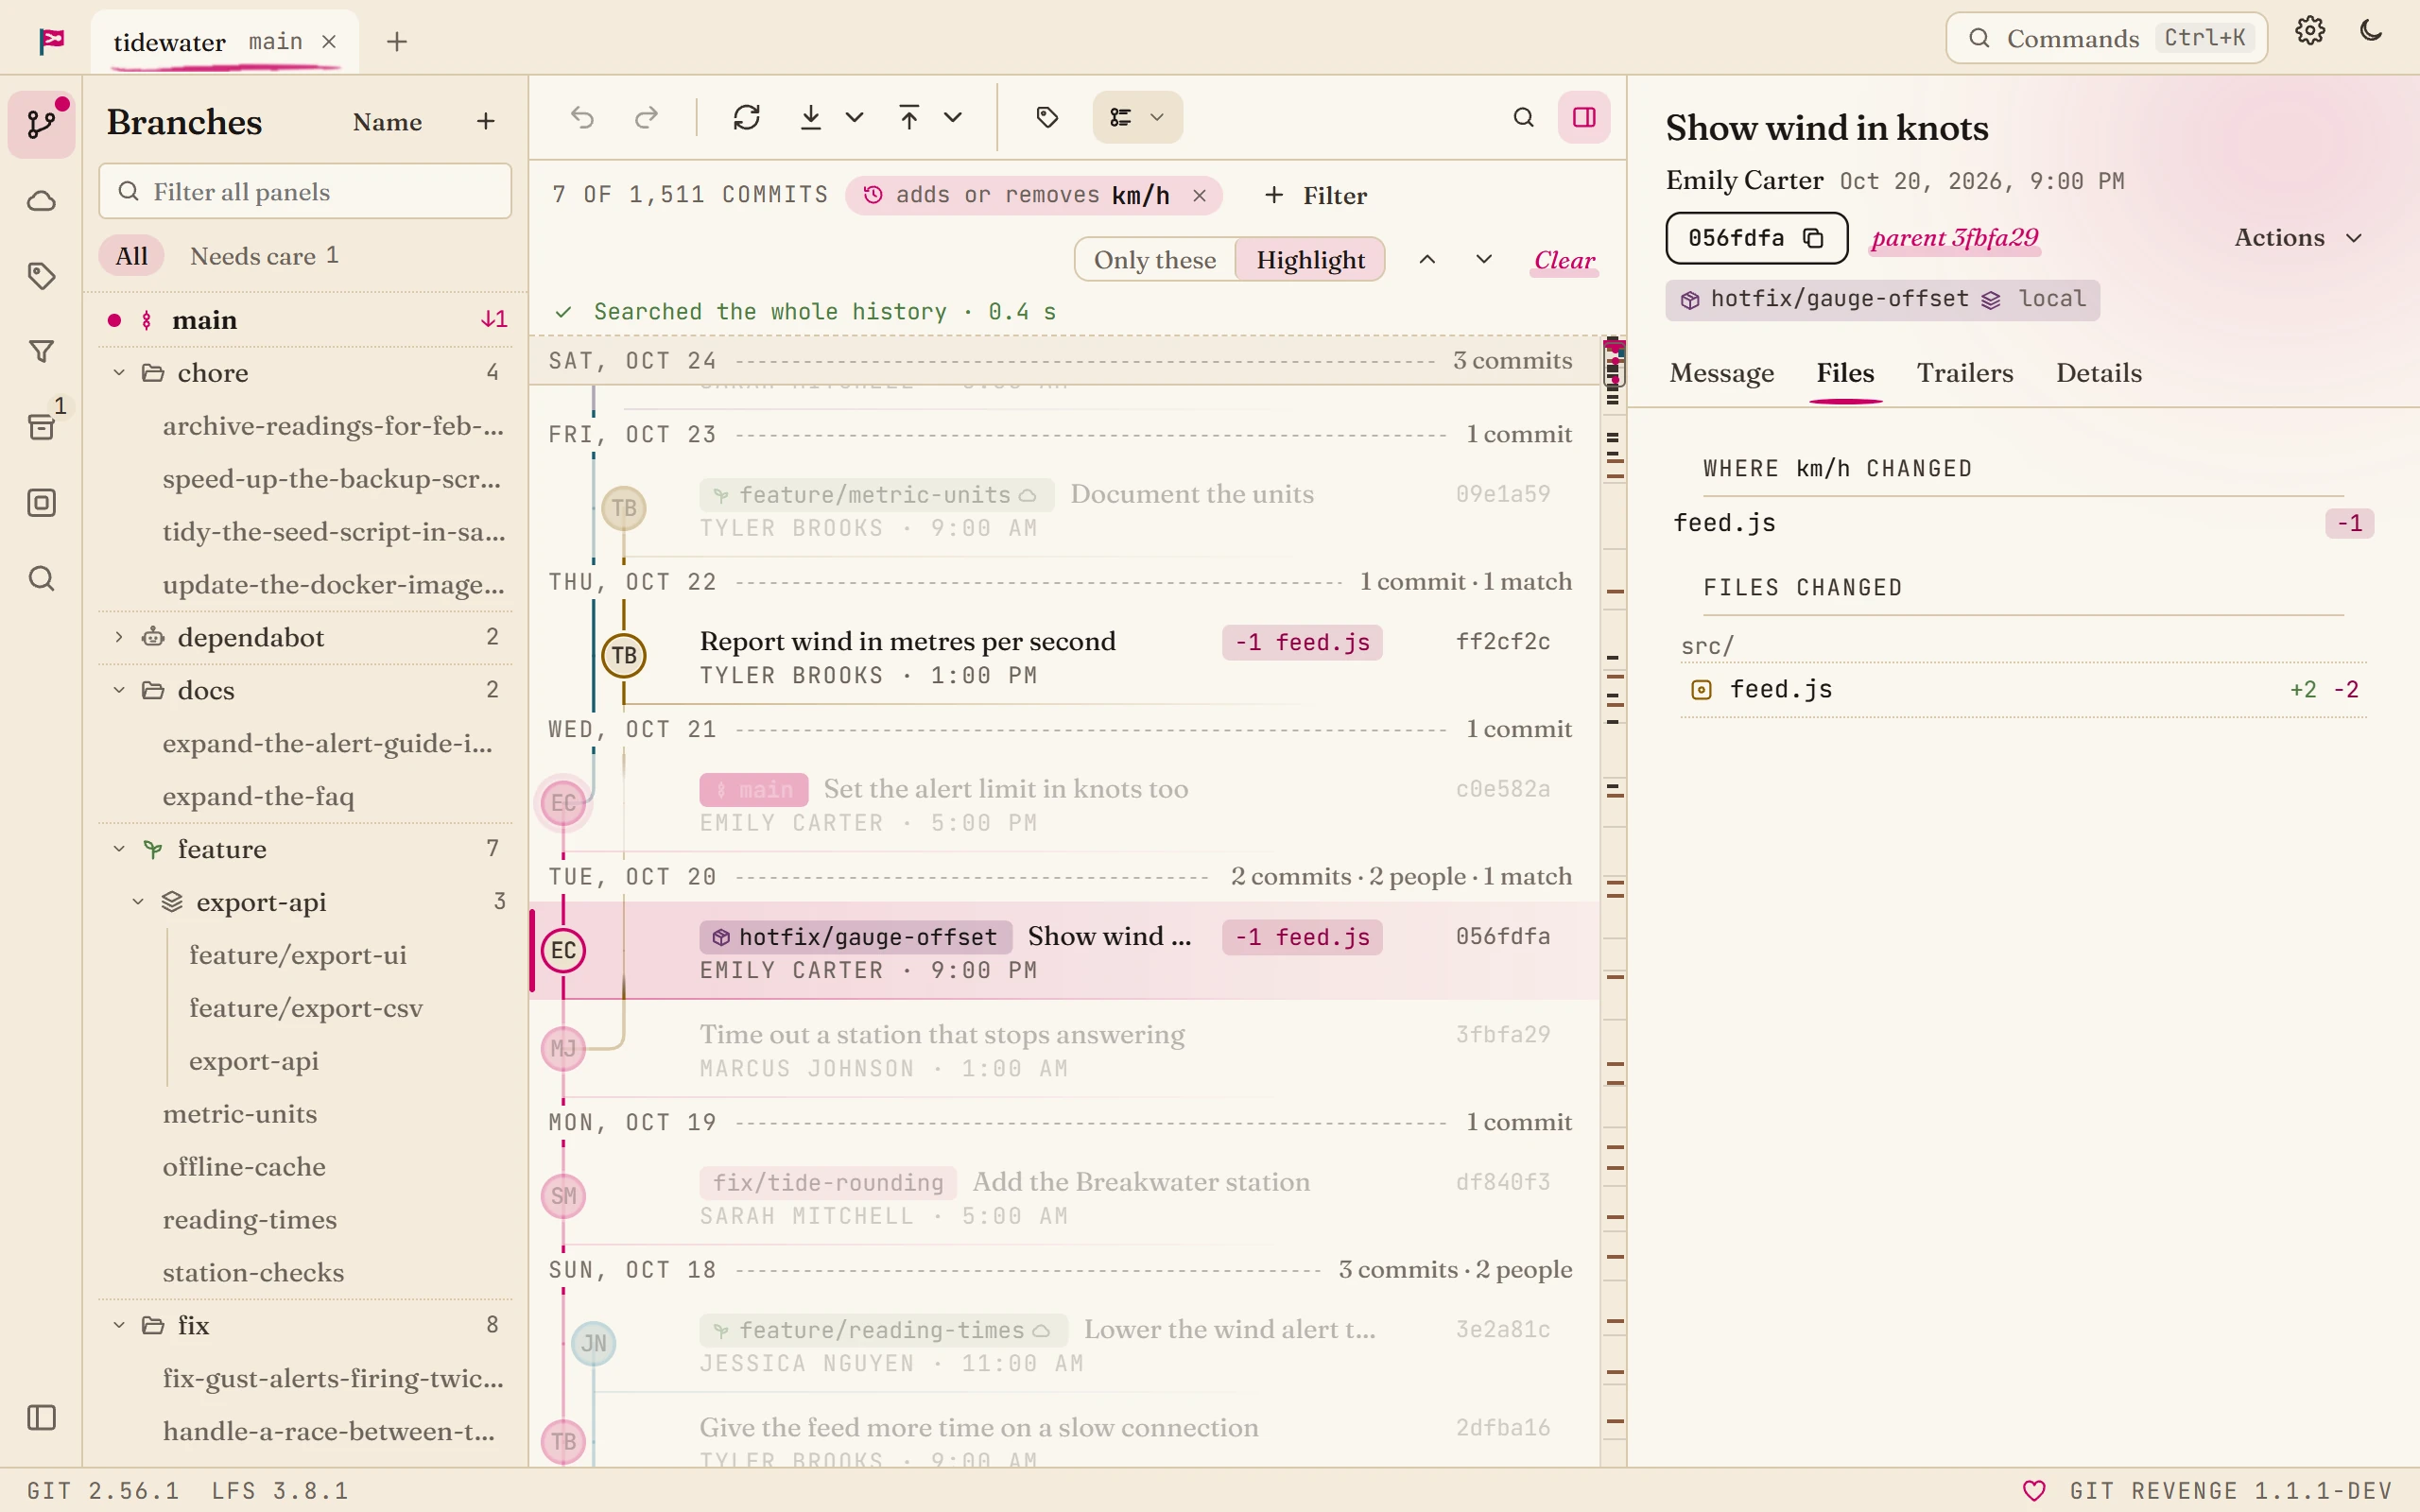 tidewater main
Commands Ctrl+K
Branches Name
Filter all panels
All Needs care 1
main ↓1
chore 4
archive-readings-for-feb-...
speed-up-the-backup-scr...
tidy-the-seed-script-in-sa...
update-the-docker-image...
dependabot 2
docs 2
expand-the-alert-guide-i...
expand-the-faq
feature 7
export-api 3
feature/export-ui
feature/export-csv
export-api
metric-units
offline-cache
reading-times
station-checks
fix 8
fix-gust-alerts-firing-twic...
handle-a-race-between-t...
1
7 OF 1,511 COMMITS adds or removes km/h Filter
Only these Highlight Clear
Searched the whole history · 0.4 s
SAT, OCT 24 3 commits
FRI, OCT 23 1 commit
TB feature/metric-units Document the units 09e1a59
TYLER BROOKS · 9:00 AM
THU, OCT 22 1 commit · 1 match
TB Report wind in metres per second -1 feed.js ff2cf2c
TYLER BROOKS · 1:00 PM
WED, OCT 21 1 commit
EC main Set the alert limit in knots too c0e582a
EMILY CARTER · 5:00 PM
TUE, OCT 20 2 commits · 2 people · 1 match
EC hotfix/gauge-offset Show wind ... -1 feed.js 056fdfa
EMILY CARTER · 9:00 PM
MJ Time out a station that stops answering 3fbfa29
MARCUS JOHNSON · 1:00 AM
MON, OCT 19 1 commit
SM fix/tide-rounding Add the Breakwater station df840f3
SARAH MITCHELL · 5:00 AM
SUN, OCT 18 3 commits · 2 people
JN feature/reading-times Lower the wind alert t... 3e2a81c
JESSICA NGUYEN · 11:00 AM
TB Give the feed more time on a slow connection 2dfba16
TYLER BROOKS · 9:00 AM
Show wind in knots
Emily Carter Oct 20, 2026, 9:00 PM
056fdfa parent 3fbfa29 Actions
hotfix/gauge-offset local
Message Files Trailers Details
WHERE km/h CHANGED
feed.js -1
FILES CHANGED
src/
feed.js +2 -2
GIT 2.56.1 LFS 3.8.1
GIT REVENGE 1.1.1-DEV